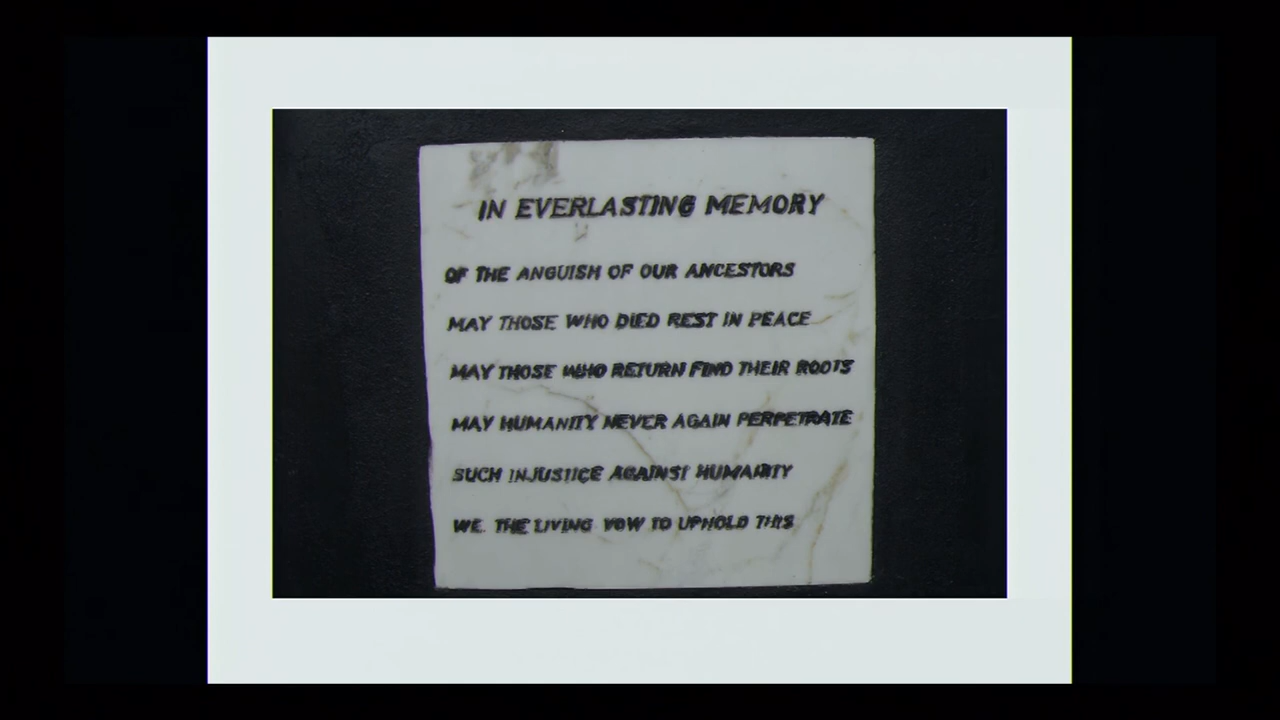 IN EVERLASTING MEMORY
OF THE ANGUISH OF OUR ANCESTORS
MAY THOSE WHO DIED REST IN PEACE
MAY THOSE WHO RETURN FIND THEIR ROOTS
MAY HUMANITY NEVER AGAIN PERPETRATE
SUCH INJUSTICE AGAINST HUMANITY
WE. THE LIVING VOW TO UPHOLD THIS